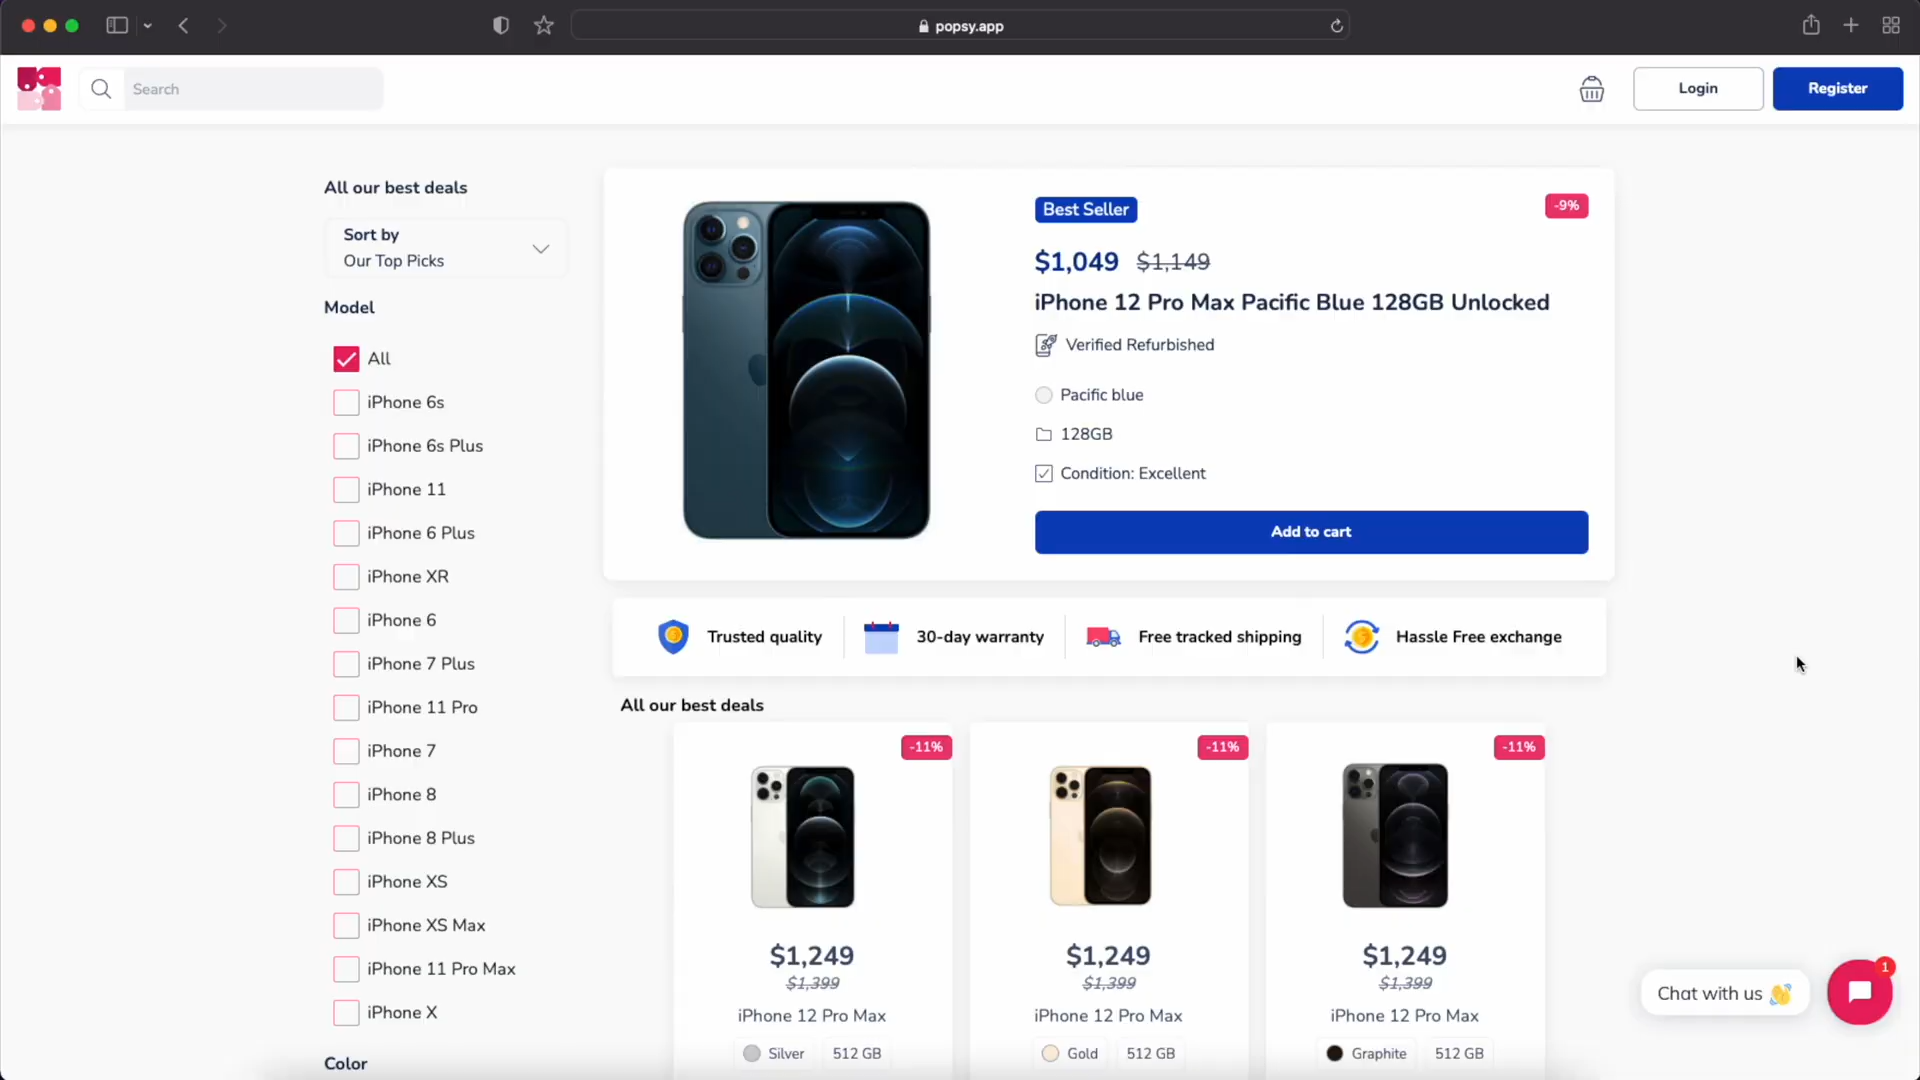 popsy.app
Search
Login
Register
All our best deals
Sort by
Our Top Picks
Model
All
iPhone 6s
iPhone 6s Plus
iPhone 11
iPhone 6 Plus
iPhone XR
iPhone 6
iPhone 7 Plus
iPhone 11 Pro
iPhone 7
iPhone 8
iPhone 8 Plus
iPhone XS
iPhone XS Max
iPhone 11 Pro Max
iPhone X
Color
Best Seller
-9%
$1,049 $1,149
iPhone 12 Pro Max Pacific Blue 128GB Unlocked
Verified Refurbished
Pacific blue
128GB
Condition: Excellent
Add to cart
Trusted quality
30-day warranty
Free tracked shipping
Hassle Free exchange
All our best deals
-11%
$1,249
$1,399
iPhone 12 Pro Max
Silver 512 GB
-11%
$1,249
$1,399
iPhone 12 Pro Max
Gold 512 GB
-11%
$1,249
$1,399
iPhone 12 Pro Max
Graphite 512 GB
Chat with us 👋
1